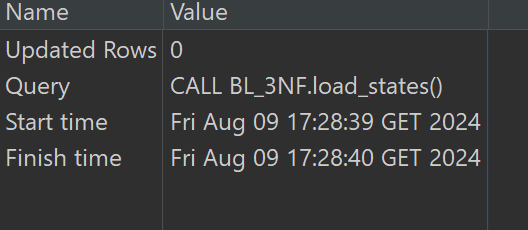 Name Value
Updated Rows 0
Query CALL BL_3NF.load_states()
Start time Fri Aug 09 17:28:39 GET 2024
Finish time Fri Aug 09 17:28:40 GET 2024